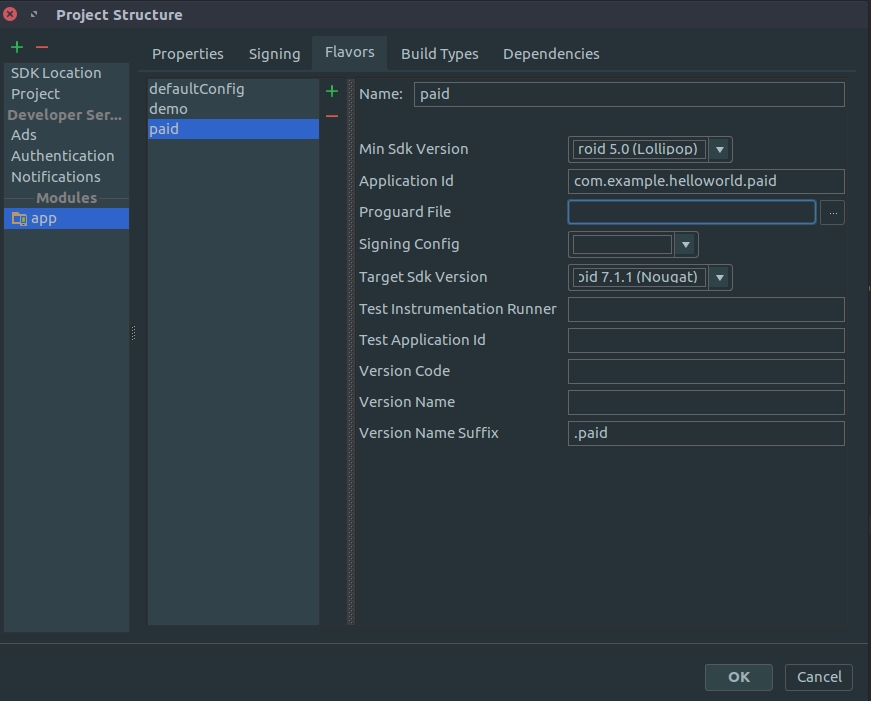 Project Structure
SDK Location
Project
Developer Ser...
Ads
Authentication
Notifications
Modules
app
Properties Signing Flavors Build Types Dependencies
defaultConfig
demo
paid
Name: paid
Min Sdk Version roid 5.0 (Lollipop)
Application Id com.example.helloworld.paid
Proguard File ...
Signing Config
Target Sdk Version oid 7.1.1 (Nougat)
Test Instrumentation Runner
Test Application Id
Version Code
Version Name
Version Name Suffix .paid
OK Cancel